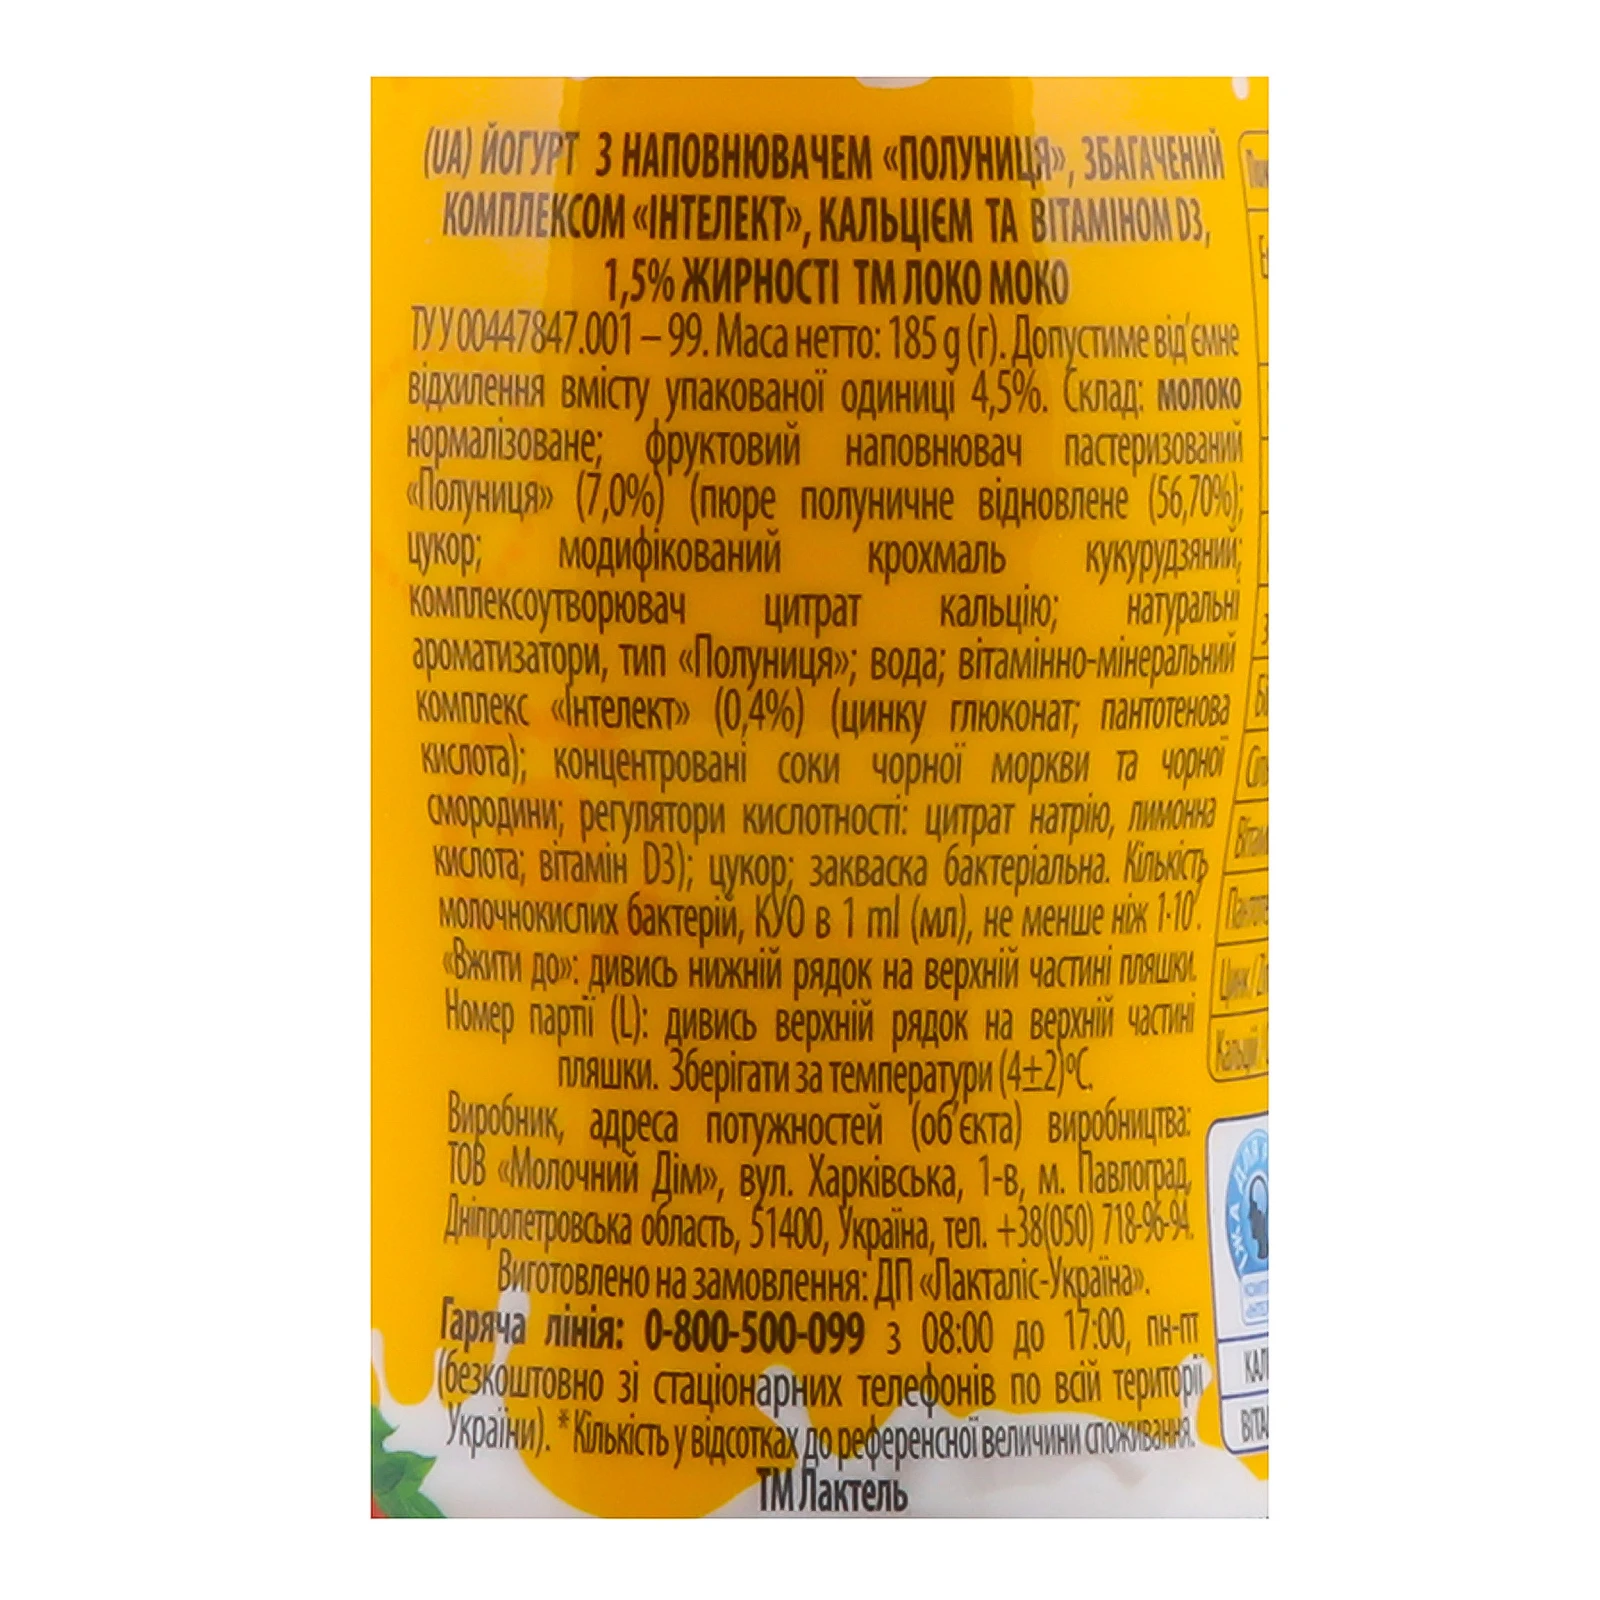 (UA) ЙОГУРТ З НАПОВНЮВАЧЕМ «ПОЛУНИЦЯ», ЗБАГАЧЕНИЙ
КОМПЛЕКСОМ «ІНТЕЛЕКТ», КАЛЬЦІЄМ ТА ВІТАМІНОМ D3,
1,5% ЖИРНОСТІ ТМ ЛОКО МОКО
ТУ У 00447847.001 – 99. Маса нетто: 185 g (г). Допустиме від'ємне
відхилення вмісту упакованої одиниці 4,5%. Склад: молоко
нормалізоване; фруктовий наповнювач пастеризований
«Полуниця» (7,0%) (пюре полуничне відновлене (56,70%);
цукор; модифікований крохмаль кукурудзяний;
комплексоутворювач цитрат кальцію; натуральні
ароматизатори, тип «Полуниця»; вода; вітамінно-мінеральний
комплекс «Інтелект» (0,4%) (цинку глюконат; пантотенова
кислота); концентровані соки чорної моркви та чорної
смородини; регулятори кислотності: цитрат натрію, лимонна
кислота; вітамін D3); цукор; закваска бактеріальна. Кількість
молочнокислих бактерій, КУО в 1 ml (мл), не менше ніж 1·10⁷.
«Вжити до»: дивись нижній рядок на верхній частині пляшки.
Номер партії (L): дивись верхній рядок на верхній частині
пляшки. Зберігати за температури (4±2)°С.
Виробник, адреса потужностей (об'єкта) виробництва:
ТОВ «Молочний Дім», вул. Харківська, 1-в, м. Павлоград,
Дніпропетровська область, 51400, Україна, тел. +38(050) 718-96-94.
Виготовлено на замовлення: ДП «Лакталіс-Україна».
Гаряча лінія: 0-800-500-099 з 08:00 до 17:00, пн-пт
(безкоштовно зі стаціонарних телефонів по всій території
України). *Кількість у відсотках до референсної величини споживання.
ТМ Лактель
Цинк / Zn
Кальцій /